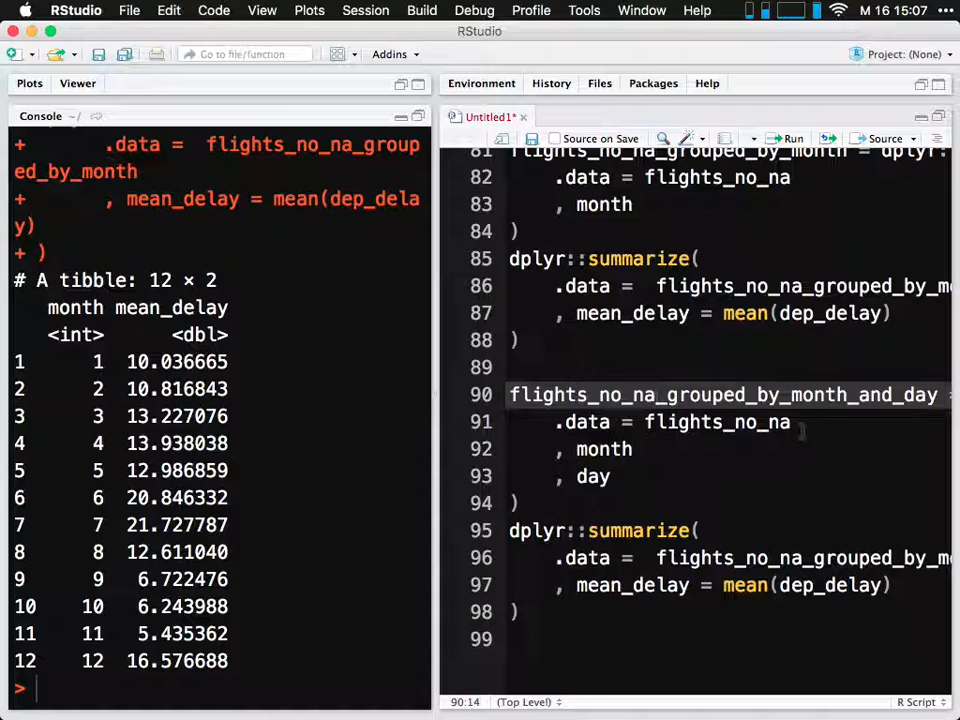 RStudio File Edit Code View Plots Session Build Debug Profile Tools Window Help M 16 15:07
RStudio
Go to file/function Addins Project: (None)
Plots Viewer
Environment History Files Packages Help
Console ~/
Untitled1*
Source on Save Run Source
+ .data = flights_no_na_group
ed_by_month
+ , mean_delay = mean(dep_dela
y)
+ )
# A tibble: 12 × 2
month mean_delay
<int> <dbl>
1 1 10.036665
2 2 10.816843
3 3 13.227076
4 4 13.938038
5 5 12.986859
6 6 20.846332
7 7 21.727787
8 8 12.611040
9 9 6.722476
10 10 6.243988
11 11 5.435362
12 12 16.576688
>
81 flights_no_na_grouped_by_month = dplyr:
82 .data = flights_no_na
83 , month
84 )
85 dplyr::summarize(
86 .data = flights_no_na_grouped_by_mo
87 , mean_delay = mean(dep_delay)
88 )
89
90 flights_no_na_grouped_by_month_and_day =
91 .data = flights_no_na
92 , month
93 , day
94 )
95 dplyr::summarize(
96 .data = flights_no_na_grouped_by_mo
97 , mean_delay = mean(dep_delay)
98 )
99
90:14 (Top Level) R Script